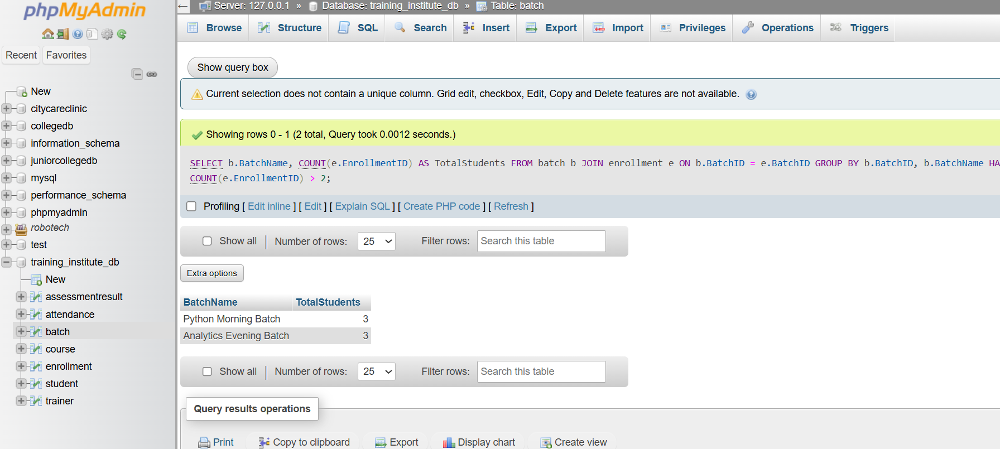 phpMyAdmin
Recent Favorites
New
citycareclinic
collegedb
information_schema
juniorcollegedb
mysql
performance_schema
phpmyadmin
robotech
test
training_institute_db
New
assessmentresult
attendance
batch
course
enrollment
student
trainer
← Server: 127.0.0.1 » Database: training_institute_db » Table: batch
Browse Structure SQL Search Insert Export Import Privileges Operations Triggers
Show query box
Current selection does not contain a unique column. Grid edit, checkbox, Edit, Copy and Delete features are not available.
Showing rows 0 - 1 (2 total, Query took 0.0012 seconds.)
SELECT b.BatchName, COUNT(e.EnrollmentID) AS TotalStudents FROM batch b JOIN enrollment e ON b.BatchID = e.BatchID GROUP BY b.BatchID, b.BatchName HA
COUNT(e.EnrollmentID) > 2;
Profiling [ Edit inline ] [ Edit ] [ Explain SQL ] [ Create PHP code ] [ Refresh ]
Show all | Number of rows: 25 Filter rows: Search this table
Extra options
BatchName TotalStudents
Python Morning Batch 3
Analytics Evening Batch 3
Show all | Number of rows: 25 Filter rows: Search this table
Query results operations
Print Copy to clipboard Export Display chart Create view